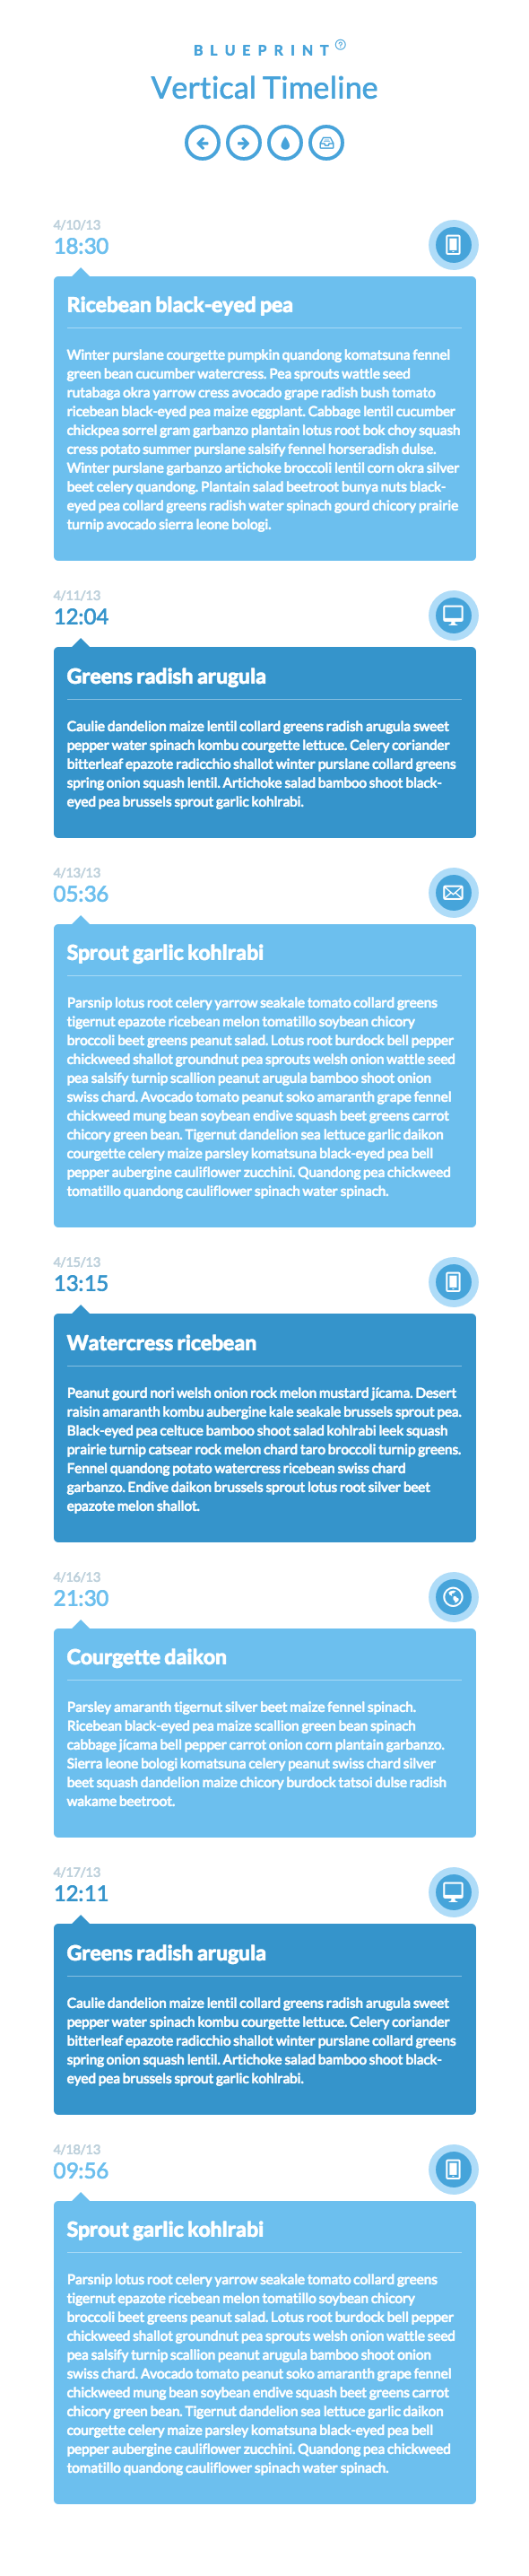 BLUEPRINT?
Vertical Timeline
4/10/13
18:30
Ricebean black-eyed pea
Winter purslane courgette pumpkin quandong komatsuna fennel
green bean cucumber watercress. Pea sprouts wattle seed
rutabaga okra yarrow cress avocado grape radish bush tomato
ricebean black-eyed pea maize eggplant. Cabbage lentil cucumber
chickpea sorrel gram garbanzo plantain lotus root bok choy squash
cress potato summer purslane salsify fennel horseradish dulse.
Winter purslane garbanzo artichoke broccoli lentil corn okra silver
beet celery quandong. Plantain salad beetroot bunya nuts black-
eyed pea collard greens radish water spinach gourd chicory prairie
turnip avocado sierra leone bologi.
4/11/13
12:04
Greens radish arugula
Caulie dandelion maize lentil collard greens radish arugula sweet
pepper water spinach kombu courgette lettuce. Celery coriander
bitterleaf epazote radicchio shallot winter purslane collard greens
spring onion squash lentil. Artichoke salad bamboo shoot black-
eyed pea brussels sprout garlic kohlrabi.
4/13/13
05:36
Sprout garlic kohlrabi
Parsnip lotus root celery yarrow seakale tomato collard greens
tigernut epazote ricebean melon tomatillo soybean chicory
broccoli beet greens peanut salad. Lotus root burdock bell pepper
chickweed shallot groundnut pea sprouts welsh onion wattle seed
pea salsify turnip scallion peanut arugula bamboo shoot onion
swiss chard. Avocado tomato peanut soko amaranth grape fennel
chickweed mung bean soybean endive squash beet greens carrot
chicory green bean. Tigernut dandelion sea lettuce garlic daikon
courgette celery maize parsley komatsuna black-eyed pea bell
pepper aubergine cauliflower zucchini. Quandong pea chickweed
tomatillo quandong cauliflower spinach water spinach.
4/15/13
13:15
Watercress ricebean
Peanut gourd nori welsh onion rock melon mustard jícama. Desert
raisin amaranth kombu aubergine kale seakale brussels sprout pea.
Black-eyed pea celtuce bamboo shoot salad kohlrabi leek squash
prairie turnip catsear rock melon chard taro broccoli turnip greens.
Fennel quandong potato watercress ricebean swiss chard
garbanzo. Endive daikon brussels sprout lotus root silver beet
epazote melon shallot.
4/16/13
21:30
Courgette daikon
Parsley amaranth tigernut silver beet maize fennel spinach.
Ricebean black-eyed pea maize scallion green bean spinach
cabbage jícama bell pepper carrot onion corn plantain garbanzo.
Sierra leone bologi komatsuna celery peanut swiss chard silver
beet squash dandelion maize chicory burdock tatsoi dulse radish
wakame beetroot.
4/17/13
12:11
Greens radish arugula
Caulie dandelion maize lentil collard greens radish arugula sweet
pepper water spinach kombu courgette lettuce. Celery coriander
bitterleaf epazote radicchio shallot winter purslane collard greens
spring onion squash lentil. Artichoke salad bamboo shoot black-
eyed pea brussels sprout garlic kohlrabi.
4/18/13
09:56
Sprout garlic kohlrabi
Parsnip lotus root celery yarrow seakale tomato collard greens
tigernut epazote ricebean melon tomatillo soybean chicory
broccoli beet greens peanut salad. Lotus root burdock bell pepper
chickweed shallot groundnut pea sprouts welsh onion wattle seed
pea salsify turnip scallion peanut arugula bamboo shoot onion
swiss chard. Avocado tomato peanut soko amaranth grape fennel
chickweed mung bean soybean endive squash beet greens carrot
chicory green bean. Tigernut dandelion sea lettuce garlic daikon
courgette celery maize parsley komatsuna black-eyed pea bell
pepper aubergine cauliflower zucchini. Quandong pea chickweed
tomatillo quandong cauliflower spinach water spinach.